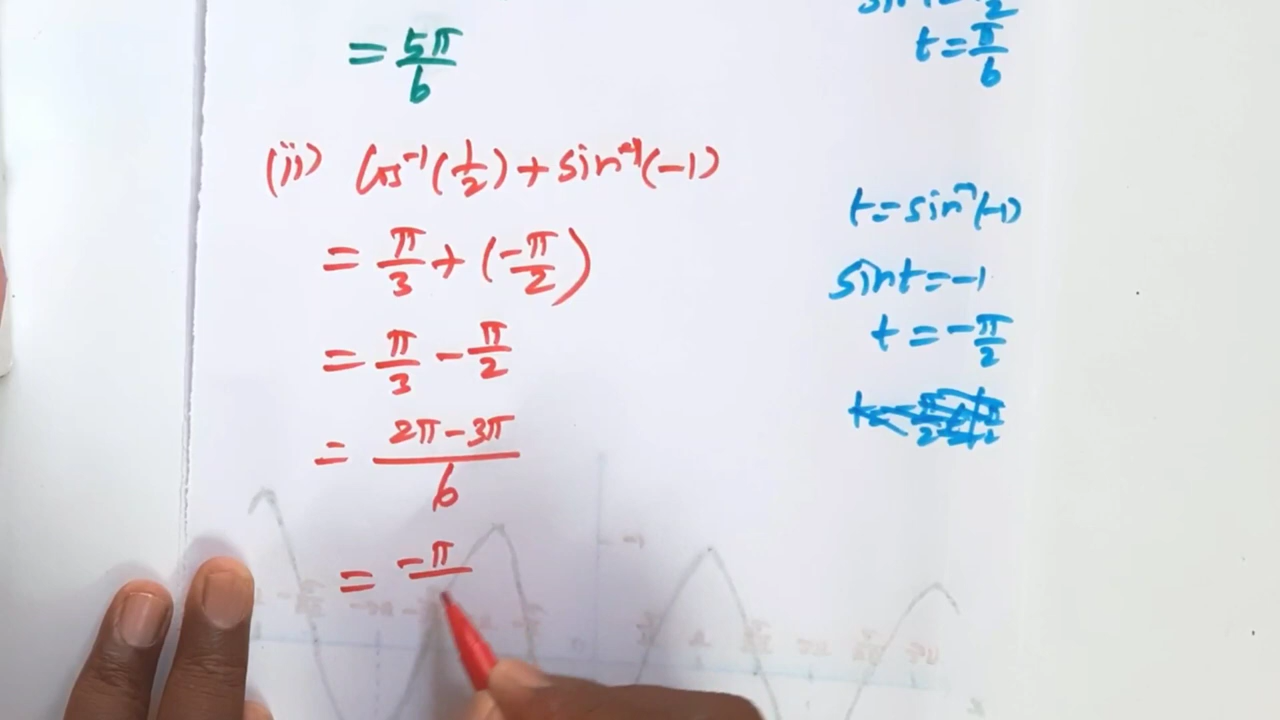 = 5π/6
t = π/6
(ii) Cos⁻¹(1/2) + sin⁻¹(-1)
= π/3 + (-π/2)
= π/3 - π/2
= (2π - 3π)/6
= -π
t = sin⁻¹(-1)
sint = -1
t = -π/2